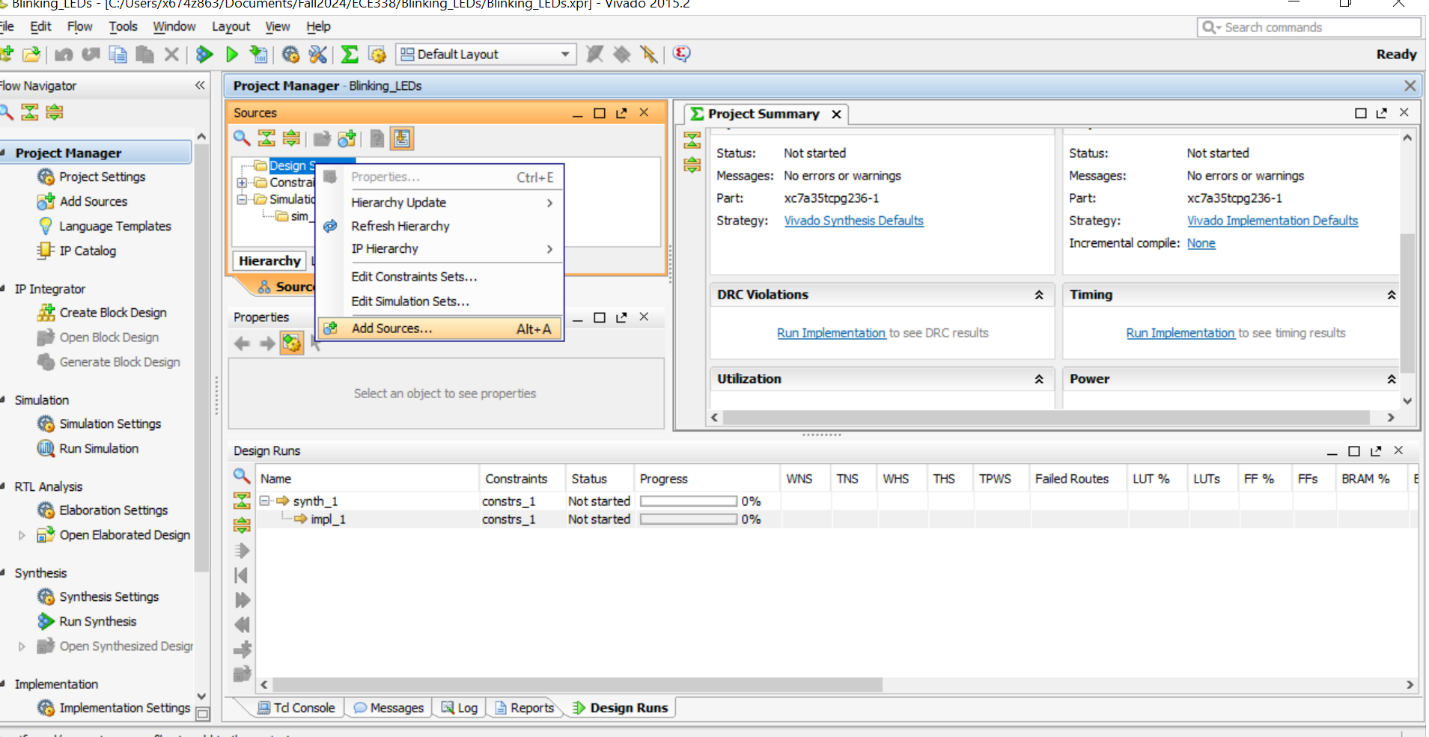 Blinking_LEDs - [C:/Users/x674z863/Documents/Fall2024/ECE338/Blinking_LEDs/Blinking_LEDs.xpr] - Vivado 2015.2
File Edit Flow Tools Window Layout View Help
Search commands
Default Layout
Ready
Flow Navigator
Project Manager
Project Settings
Add Sources
Language Templates
IP Catalog
IP Integrator
Create Block Design
Open Block Design
Generate Block Design
Simulation
Simulation Settings
Run Simulation
RTL Analysis
Elaboration Settings
Open Elaborated Design
Synthesis
Synthesis Settings
Run Synthesis
Open Synthesized Design
Implementation
Implementation Settings
Project Manager - Blinking_LEDs
Sources
Design S
Constrai
Simulatio
sim_
Hierarchy
Sourc
Properties... Ctrl+E
Hierarchy Update
Refresh Hierarchy
IP Hierarchy
Edit Constraints Sets...
Edit Simulation Sets...
Add Sources... Alt+A
Properties
Select an object to see properties
Project Summary
Status: Not started
Messages: No errors or warnings
Part: xc7a35tcpg236-1
Strategy: Vivado Synthesis Defaults
Status: Not started
Messages: No errors or warnings
Part: xc7a35tcpg236-1
Strategy: Vivado Implementation Defaults
Incremental compile: None
DRC Violations
Run Implementation to see DRC results
Timing
Run Implementation to see timing results
Utilization
Power
Design Runs
Name Constraints Status Progress WNS TNS WHS THS TPWS Failed Routes LUT % LUTs FF % FFs BRAM %
synth_1 constrs_1 Not started 0%
impl_1 constrs_1 Not started 0%
Tcl Console Messages Log Reports Design Runs